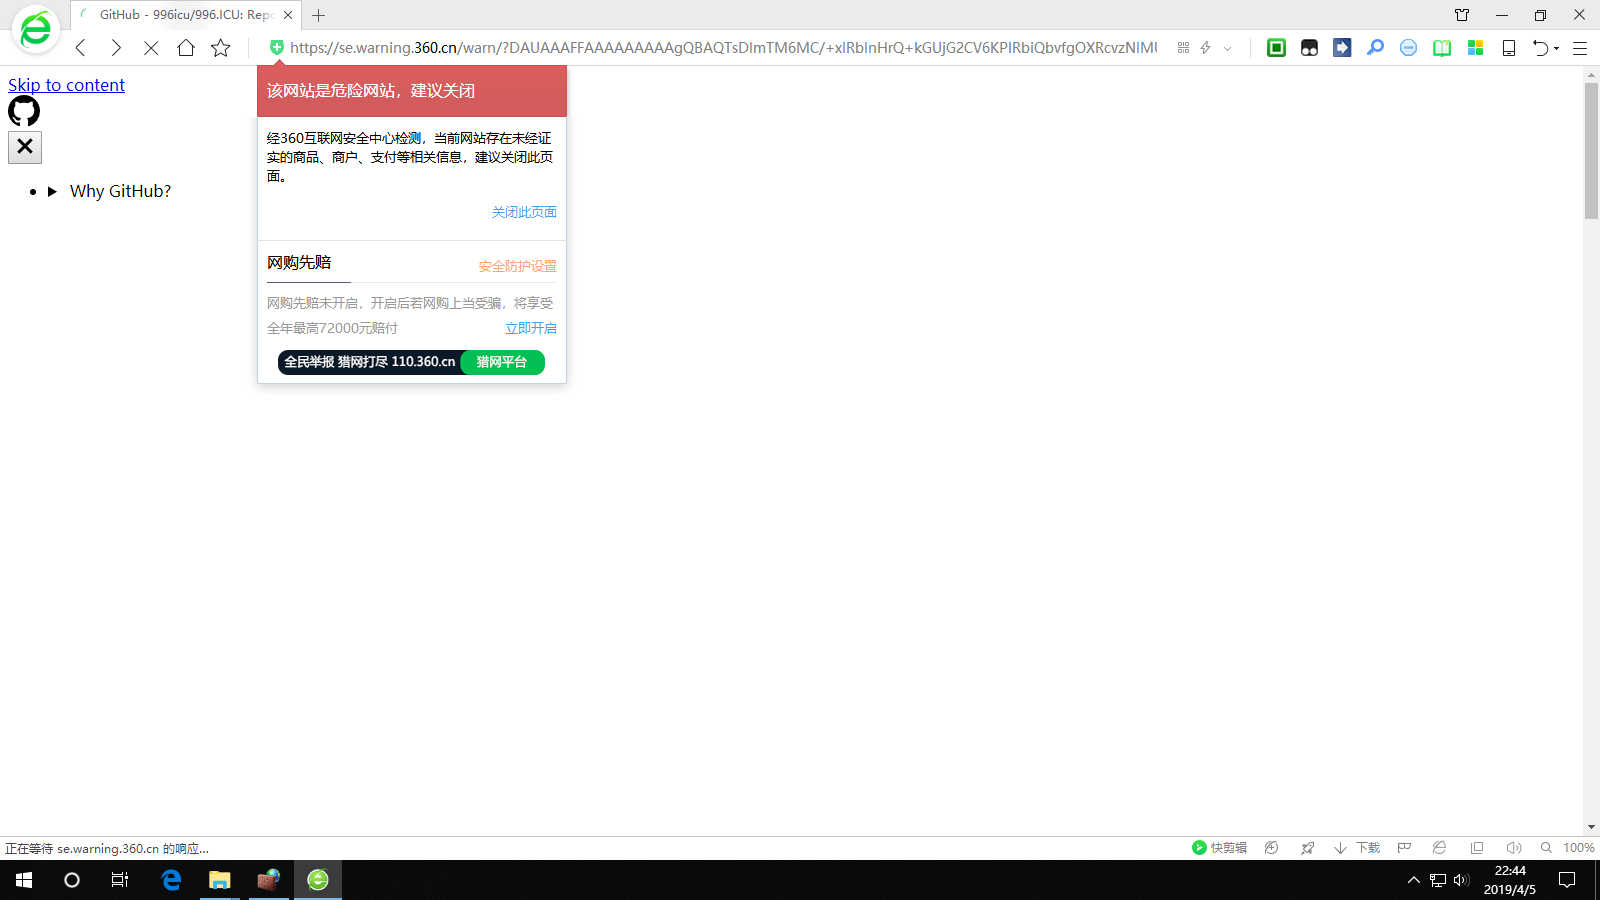 GitHub - 996icu/996.ICU: Repo
https://se.warning.360.cn/warn/?DAUAAAFFAAAAAAAAAgQBAQTsDImTM6MC/+xIRbInHrQ+kGUjG2CV6KPIRbiQbvfgOXRcvzNIMU
Skip to content
Why GitHub?
该网站是危险网站，建议关闭
经360互联网安全中心检测，当前网站存在未经证
实的商品、商户、支付等相关信息，建议关闭此页
面。
关闭此页面
网购先赔
安全防护设置
网购先赔未开启，开启后若网购上当受骗，将享受
全年最高72000元赔付
立即开启
全民举报 猎网打尽 110.360.cn 猎网平台
正在等待 se.warning.360.cn 的响应...
快剪辑
下载
100%
22:44
2019/4/5